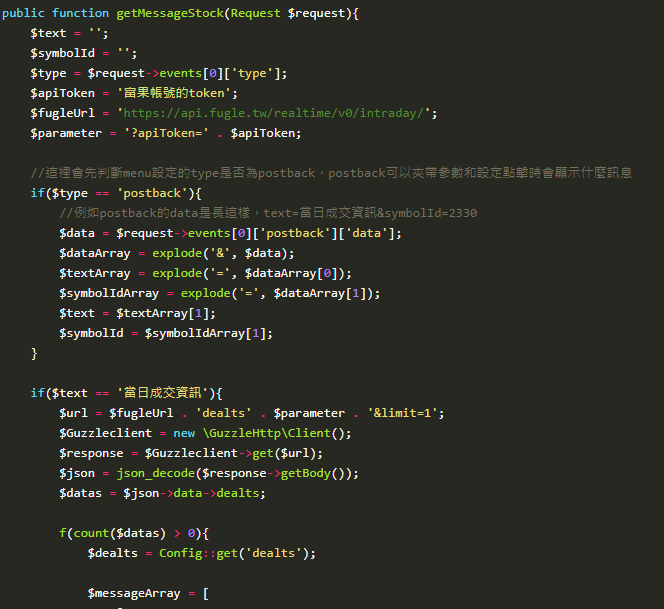 public function getMessageStock(Request $request){
$text = '';
$symbolId = '';
$type = $request->events[0]['type'];
$apiToken = '富果帳號的token';
$fugleUrl = 'https://api.fugle.tw/realtime/v0/intraday/';
$parameter = '?apiToken=' . $apiToken;
//這裡會先判斷menu設定的type是否為postback，postback可以夾帶參數和設定點擊時會顯示什麼訊息
if($type == 'postback'){
//例如postback的data是長這樣，text=當日成交資訊&symbolId=2330
$data = $request->events[0]['postback']['data'];
$dataArray = explode('&', $data);
$textArray = explode('=', $dataArray[0]);
$symbolIdArray = explode('=', $dataArray[1]);
$text = $textArray[1];
$symbolId = $symbolIdArray[1];
}
if($text == '當日成交資訊'){
$url = $fugleUrl . 'dealts' . $parameter . '&limit=1';
$Guzzleclient = new \GuzzleHttp\Client();
$response = $Guzzleclient->get($url);
$json = json_decode($response->getBody());
$datas = $json->data->dealts;
f(count($datas) > 0){
$dealts = Config::get('dealts');
$messageArray = [